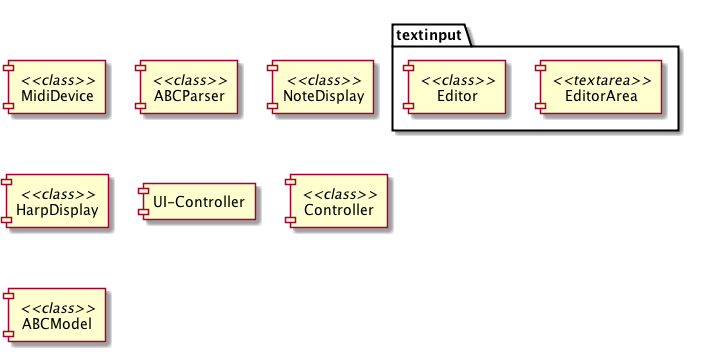 textinput
<<class>>
MidiDevice
<<class>>
ABCParser
<<class>>
NoteDisplay
<<class>>
Editor
<<textarea>>
EditorArea
<<class>>
HarpDisplay
UI-Controller
<<class>>
Controller
<<class>>
ABCModel